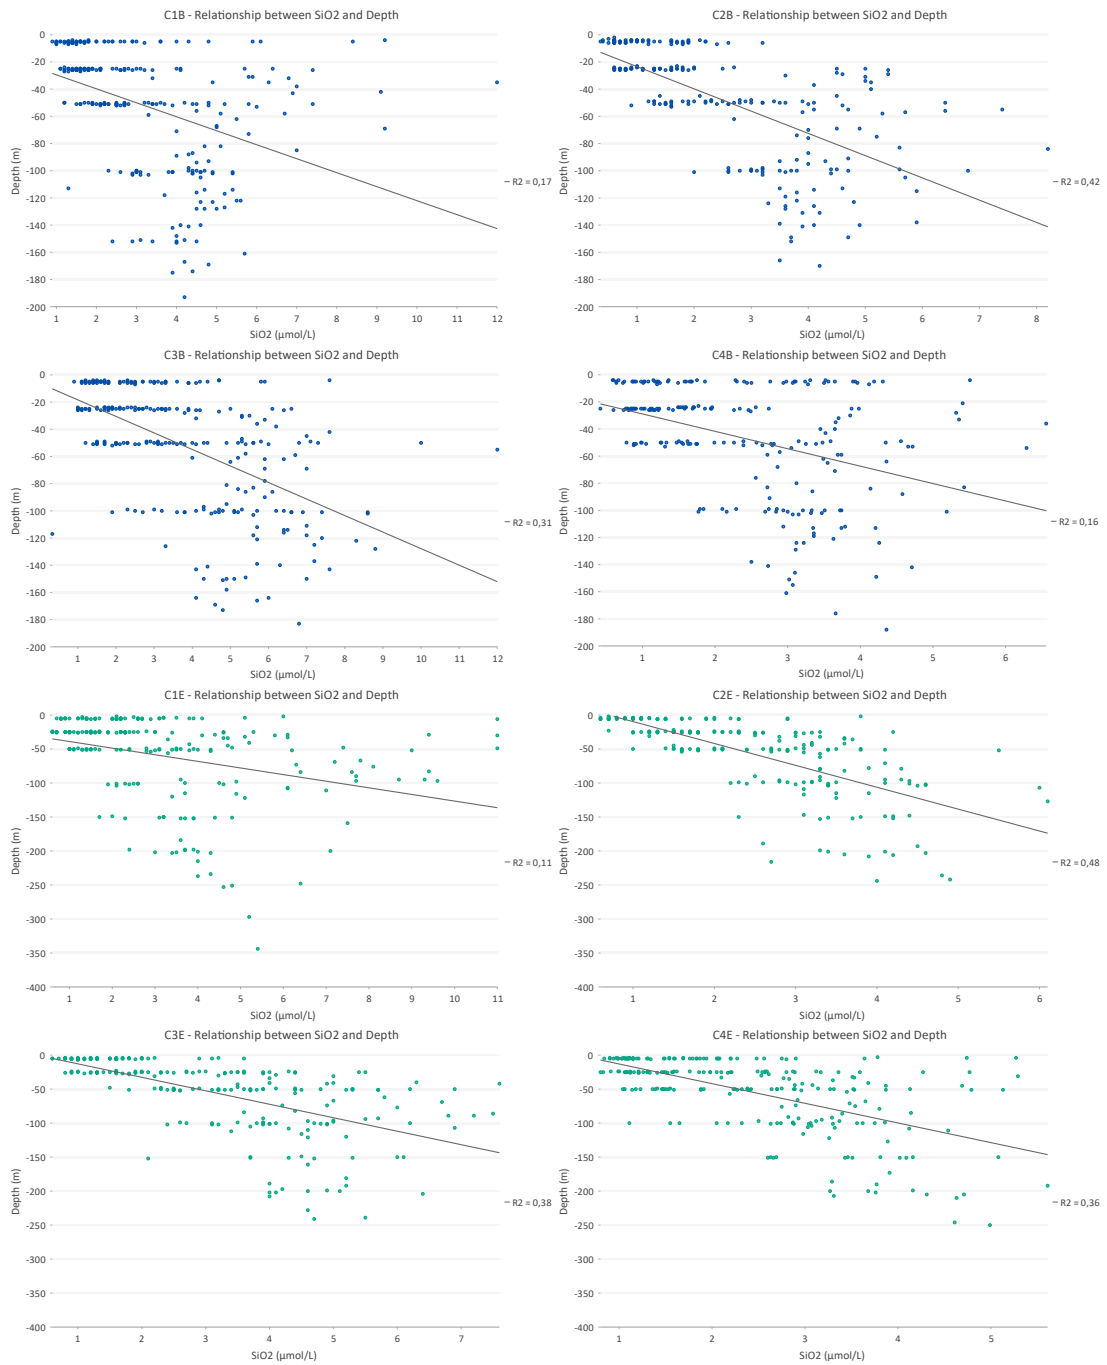 C1B - Relationship between SiO2 and Depth
0
-20
-40
-60
-80
-100
-120
-140
-160
-180
-200
Depth (m)
1 2 3 4 5 6 7 8 9 10 11 12
SiO2 (μmol/L)
R2 = 0,17
C2B - Relationship between SiO2 and Depth
0
-20
-40
-60
-80
-100
-120
-140
-160
-180
-200
Depth (m)
1 2 3 4 5 6 7 8
SiO2 (μmol/L)
R2 = 0,42
C3B - Relationship between SiO2 and Depth
0
-20
-40
-60
-80
-100
-120
-140
-160
-180
-200
Depth (m)
1 2 3 4 5 6 7 8 9 10 11 12
SiO2 (μmol/L)
R2 = 0,31
C4B - Relationship between SiO2 and Depth
0
-20
-40
-60
-80
-100
-120
-140
-160
-180
-200
Depth (m)
1 2 3 4 5 6
SiO2 (μmol/L)
R2 = 0,16
C1E - Relationship between SiO2 and Depth
0
-50
-100
-150
-200
-250
-300
-350
-400
Depth (m)
1 2 3 4 5 6 7 8 9 10 11
SiO2 (μmol/L)
R2 = 0,11
C2E - Relationship between SiO2 and Depth
0
-50
-100
-150
-200
-250
-300
-350
-400
Depth (m)
1 2 3 4 5 6
SiO2 (μmol/L)
R2 = 0,48
C3E - Relationship between SiO2 and Depth
0
-50
-100
-150
-200
-250
-300
-350
-400
Depth (m)
1 2 3 4 5 6 7
SiO2 (μmol/L)
R2 = 0,38
C4E - Relationship between SiO2 and Depth
0
-50
-100
-150
-200
-250
-300
-350
-400
Depth (m)
1 2 3 4 5
SiO2 (μmol/L)
R2 = 0,36